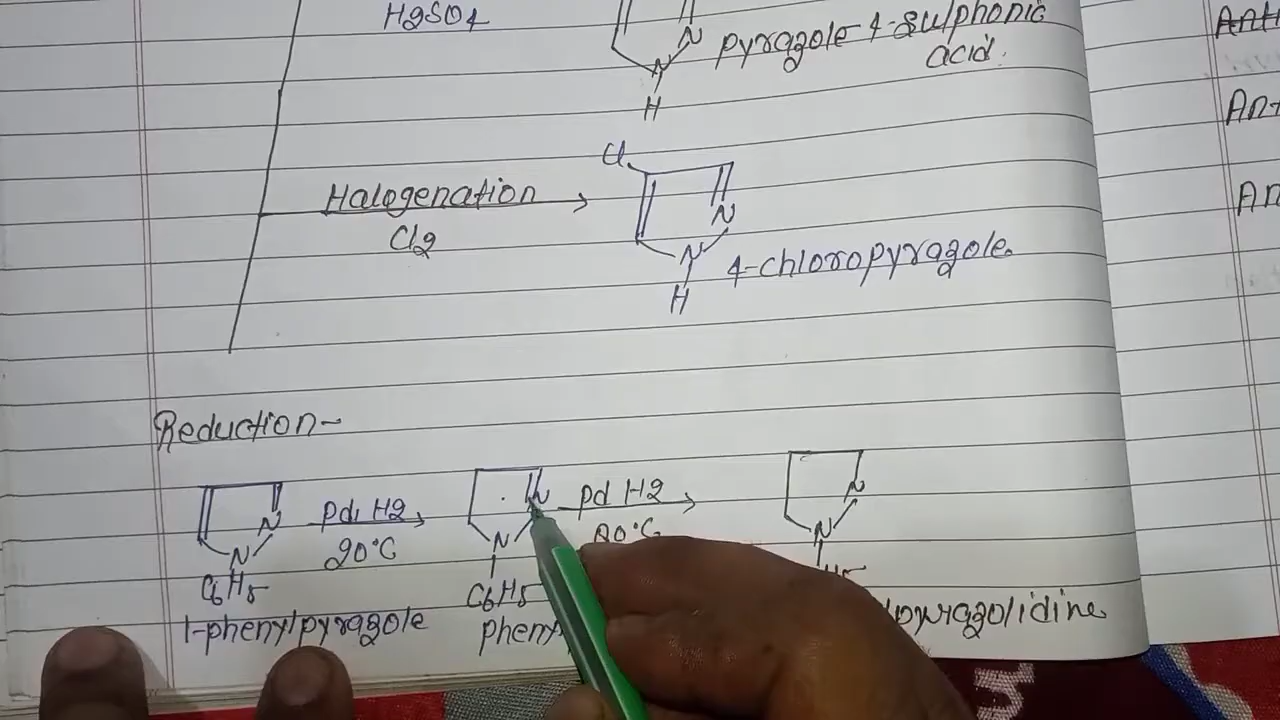 H2SO4
N
N
H
pyrazole-4-sulphonic
acid.
Cl
Halogenation
Cl2
N
N
H
4-chloropyrazole.
Reduction-
N
N
C6H5
Pd, H2
20°C
N
N
C6H5
Pd H2
20°C
N
N
1-phenylpyrazole